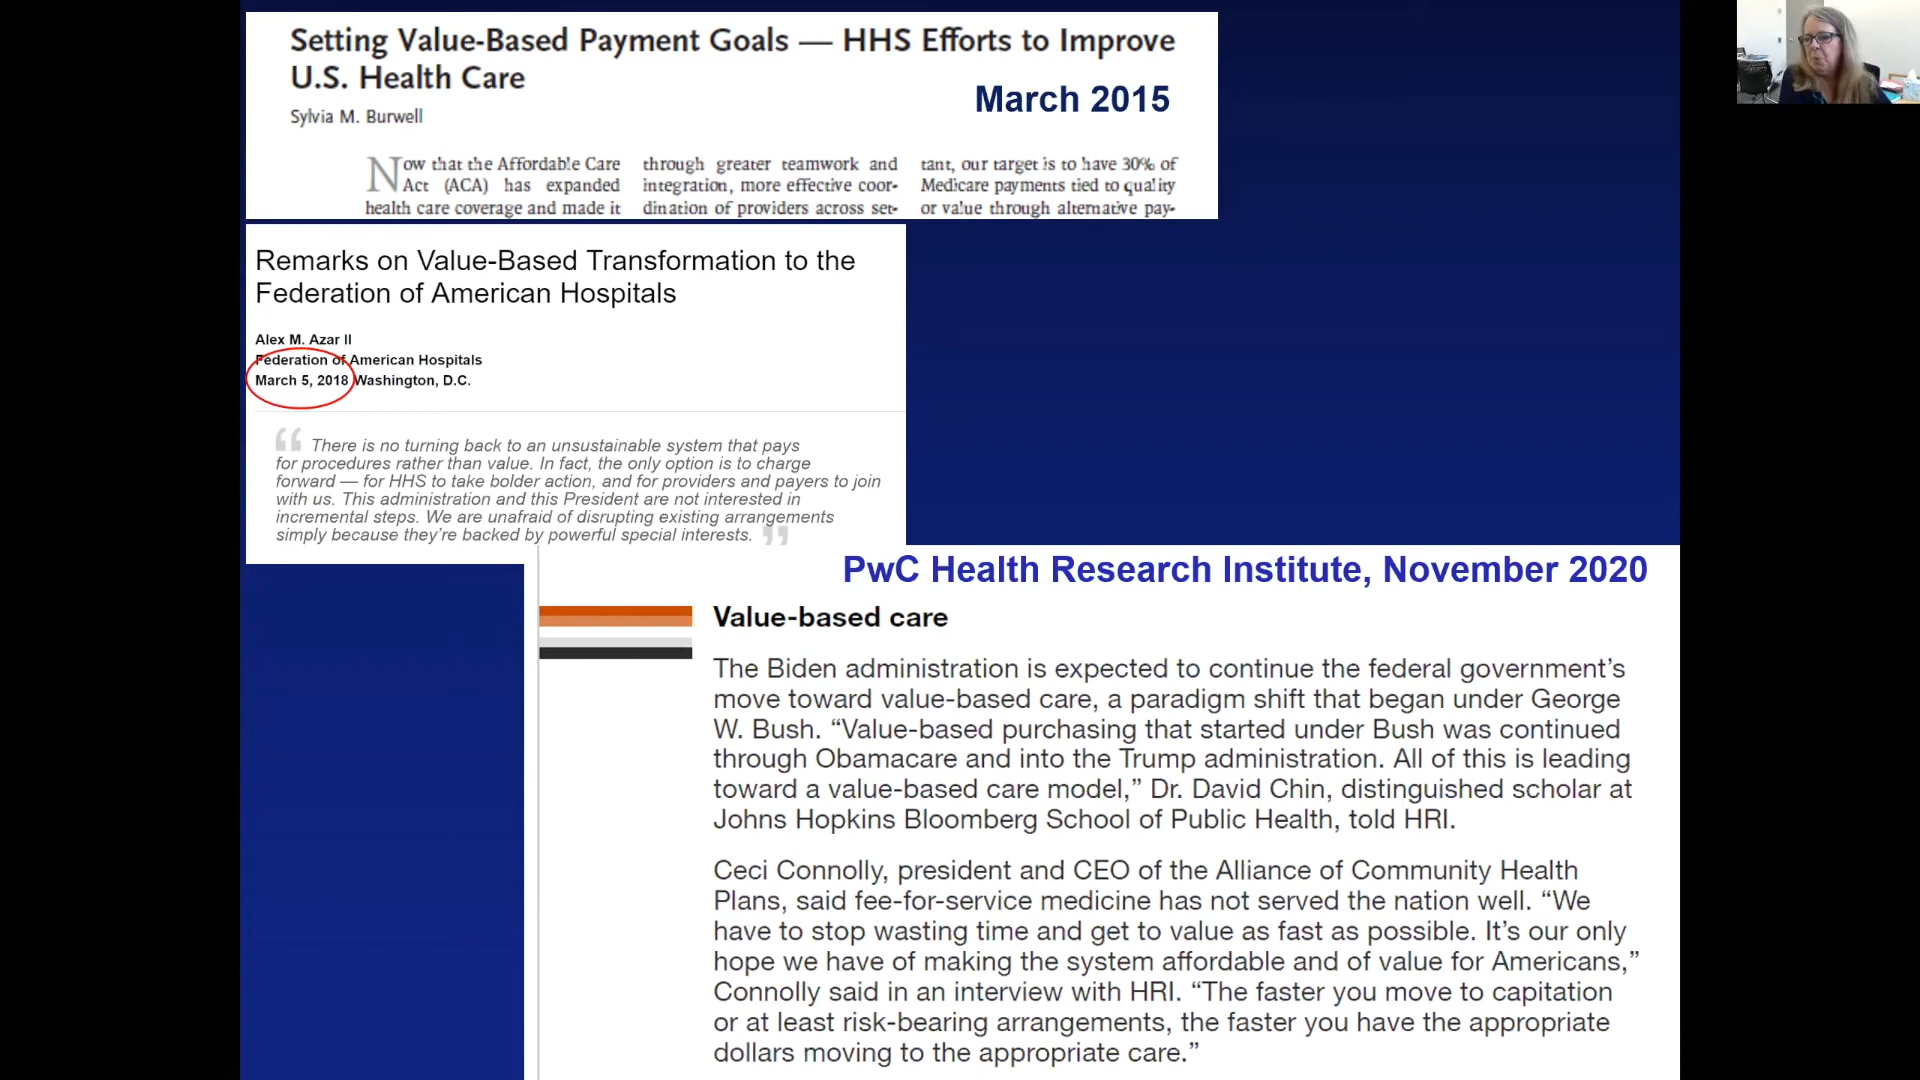 Setting Value-Based Payment Goals — HHS Efforts to Improve
U.S. Health Care
March 2015
Sylvia M. Burwell
Now that the Affordable Care
Act (ACA) has expanded
health care coverage and made it
through greater teamwork and
integration, more effective coor-
dination of providers across set-
tant, our target is to have 30% of
Medicare payments tied to quality
or value through alternative pay-
Remarks on Value-Based Transformation to the
Federation of American Hospitals
Alex M. Azar II
Federation of American Hospitals
March 5, 2018 Washington, D.C.
“ There is no turning back to an unsustainable system that pays
for procedures rather than value. In fact, the only option is to charge
forward — for HHS to take bolder action, and for providers and payers to join
with us. This administration and this President are not interested in
incremental steps. We are unafraid of disrupting existing arrangements
simply because they’re backed by powerful special interests. ”
PwC Health Research Institute, November 2020
Value-based care
The Biden administration is expected to continue the federal government’s
move toward value-based care, a paradigm shift that began under George
W. Bush. “Value-based purchasing that started under Bush was continued
through Obamacare and into the Trump administration. All of this is leading
toward a value-based care model,” Dr. David Chin, distinguished scholar at
Johns Hopkins Bloomberg School of Public Health, told HRI.
Ceci Connolly, president and CEO of the Alliance of Community Health
Plans, said fee-for-service medicine has not served the nation well. “We
have to stop wasting time and get to value as fast as possible. It’s our only
hope we have of making the system affordable and of value for Americans,”
Connolly said in an interview with HRI. “The faster you move to capitation
or at least risk-bearing arrangements, the faster you have the appropriate
dollars moving to the appropriate care.”